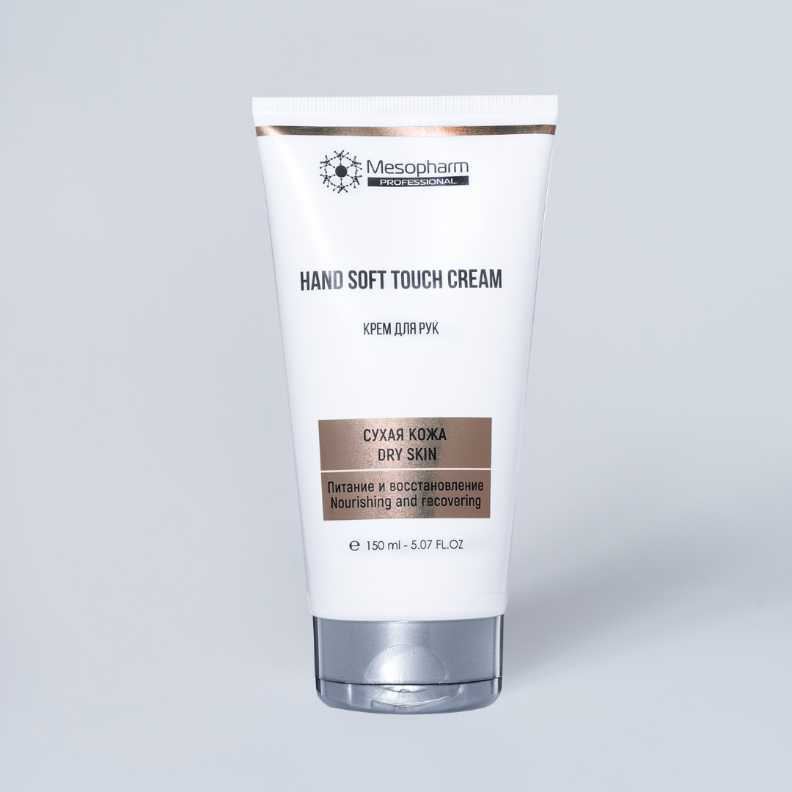 Mesopharm
PROFESSIONAL
HAND SOFT TOUCH CREAM
КРЕМ ДЛЯ РУК
СУХАЯ КОЖА
DRY SKIN
Питание и восстановление
Nourishing and recovering
℮ 150 ml - 5.07 FL.OZ